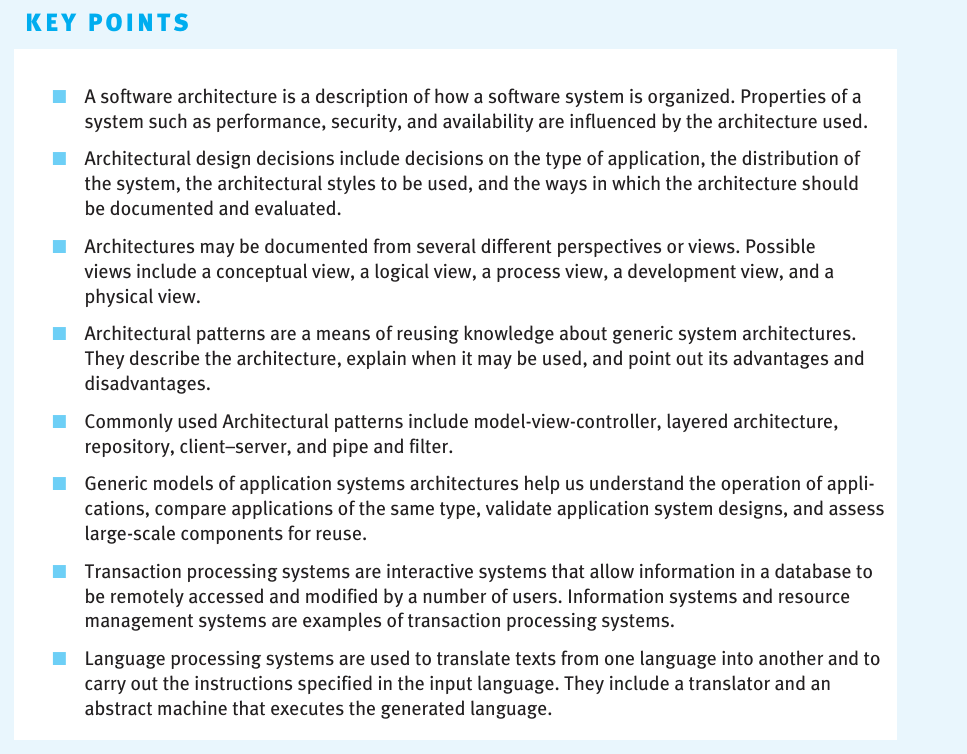 KEY POINTS
A software architecture is a description of how a software system is organized. Properties of a
system such as performance, security, and availability are influenced by the architecture used.
Architectural design decisions include decisions on the type of application, the distribution of
the system, the architectural styles to be used, and the ways in which the architecture should
be documented and evaluated.
Architectures may be documented from several different perspectives or views. Possible
views include a conceptual view, a logical view, a process view, a development view, and a
physical view.
Architectural patterns are a means of reusing knowledge about generic system architectures.
They describe the architecture, explain when it may be used, and point out its advantages and
disadvantages.
Commonly used Architectural patterns include model-view-controller, layered architecture,
repository, client–server, and pipe and filter.
Generic models of application systems architectures help us understand the operation of appli-
cations, compare applications of the same type, validate application system designs, and assess
large-scale components for reuse.
Transaction processing systems are interactive systems that allow information in a database to
be remotely accessed and modified by a number of users. Information systems and resource
management systems are examples of transaction processing systems.
Language processing systems are used to translate texts from one language into another and to
carry out the instructions specified in the input language. They include a translator and an
abstract machine that executes the generated language.